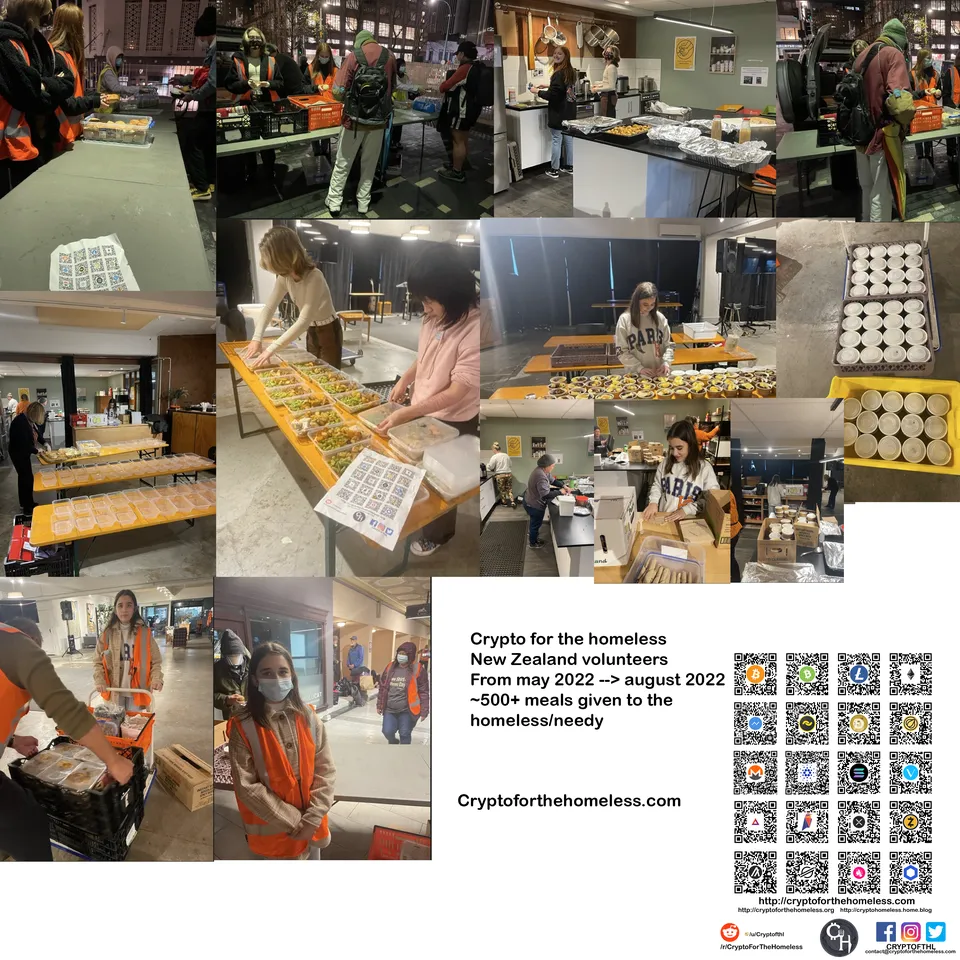 PARIS
PARIS
Crypto for the homeless
New Zealand volunteers
From may 2022 --> august 2022
~500+ meals given to the
homeless/needy
Cryptoforthehomeless.com
http://cryptoforthehomeless.com
http://cryptoforthehomeless.org http://cryptohomeless.home.blog
/u/Cryptofthl
/r/CryptoForTheHomeless
CRYPTOFTHL
contact@cryptoforthehomeless.com